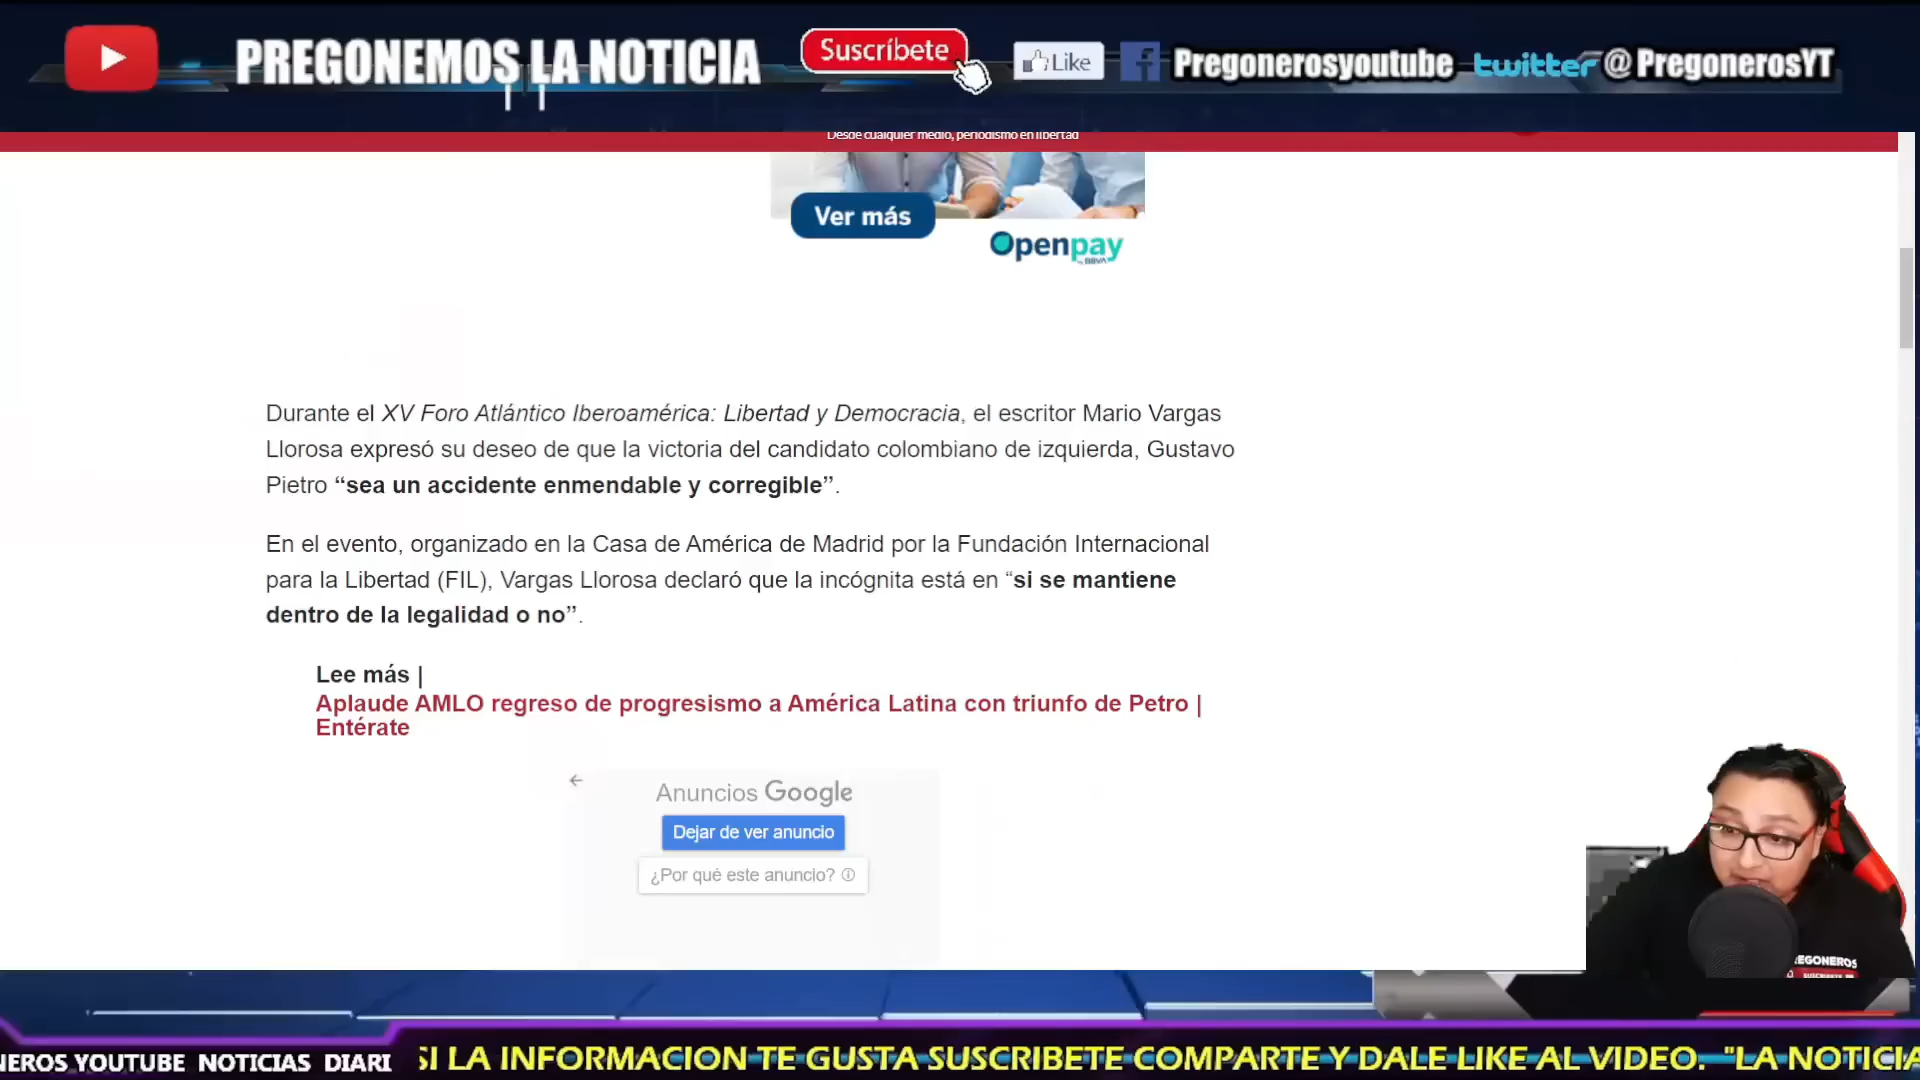 PREGONEMOS LA NOTICIA
Suscríbete
Like
Pregonerosyoutube
twitter @PregonerosYT
Desde cualquier medio, periodismo en libertad
Ver más
Openpay
by BBVA
Durante el XV Foro Atlántico Iberoamérica: Libertad y Democracia, el escritor Mario Vargas
Llorosa expresó su deseo de que la victoria del candidato colombiano de izquierda, Gustavo
Pietro “sea un accidente enmendable y corregible”.
En el evento, organizado en la Casa de América de Madrid por la Fundación Internacional
para la Libertad (FIL), Vargas Llorosa declaró que la incógnita está en “si se mantiene
dentro de la legalidad o no”.
Lee más |
Aplaude AMLO regreso de progresismo a América Latina con triunfo de Petro |
Entérate
Anuncios Google
Dejar de ver anuncio
¿Por qué este anuncio?
EGONEROS
NEROS YOUTUBE NOTICIAS DIARI
SI LA INFORMACION TE GUSTA SUSCRIBETE COMPARTE Y DALE LIKE AL VIDEO. "LA NOTICIA